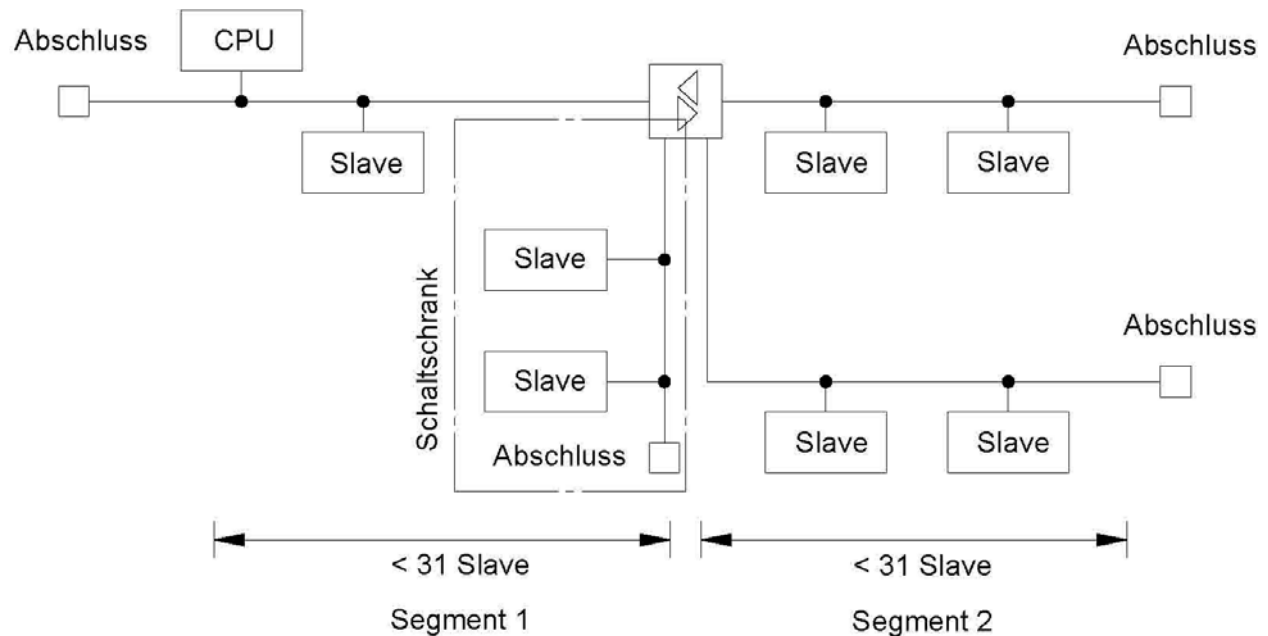 Abschluss
CPU
Abschluss
Slave
Slave
Slave
Schaltschrank
Slave
Slave
Abschluss
Abschluss
Slave
Slave
< 31 Slave
< 31 Slave
Segment 1
Segment 2